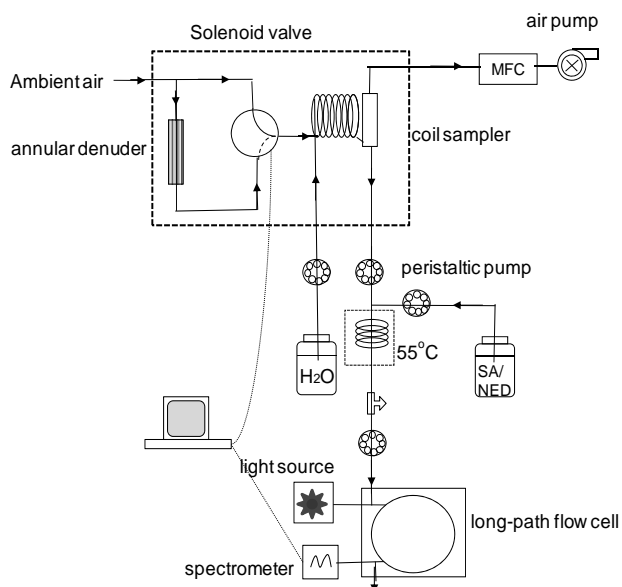 air pump
Solenoid valve
MFC
Ambient air
annular denuder
coil sampler
peristaltic pump
55°C
H₂O
SA/
NED
light source
long-path flow cell
spectrometer